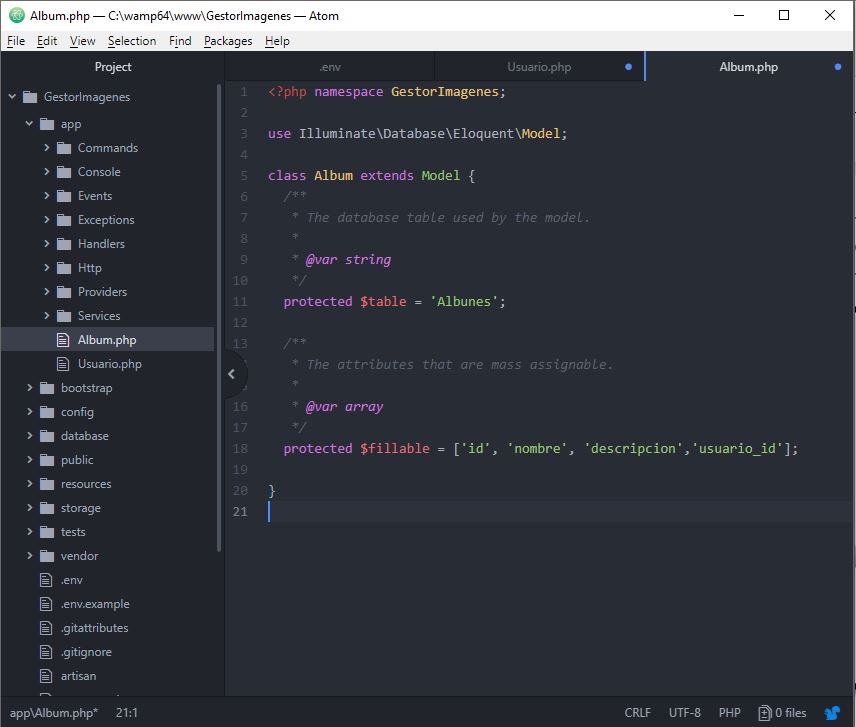 Album.php — C:\wamp64\www\GestorImagenes — Atom
File Edit View Selection Find Packages Help
Project
GestorImagenes
app
Commands
Console
Events
Exceptions
Handlers
Http
Providers
Services
Album.php
Usuario.php
bootstrap
config
database
public
resources
storage
tests
vendor
.env
.env.example
.gitattributes
.gitignore
artisan
.env Usuario.php Album.php
1 <?php namespace GestorImagenes;
2
3 use Illuminate\Database\Eloquent\Model;
4
5 class Album extends Model {
6 /**
7 * The database table used by the model.
8 *
9 * @var string
10 */
11 protected $table = 'Albunes';
12
13 /**
* The attributes that are mass assignable.
*
16 * @var array
17 */
18 protected $fillable = ['id', 'nombre', 'descripcion','usuario_id'];
19
20 }
21
app\Album.php* 21:1 CRLF UTF-8 PHP 0 files